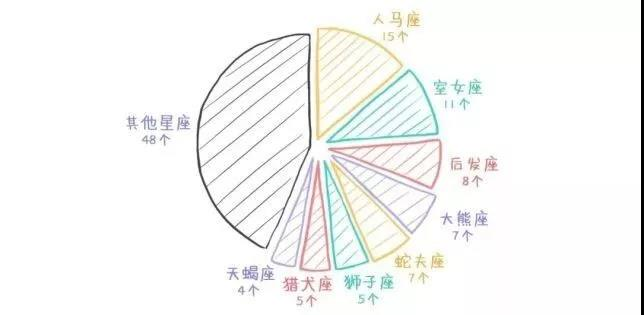 人马座
15个
室女座
11个
后发座
8个
大熊座
7个
蛇夫座
7个
狮子座
5个
猎犬座
5个
天蝎座
4个
其他星座
48个